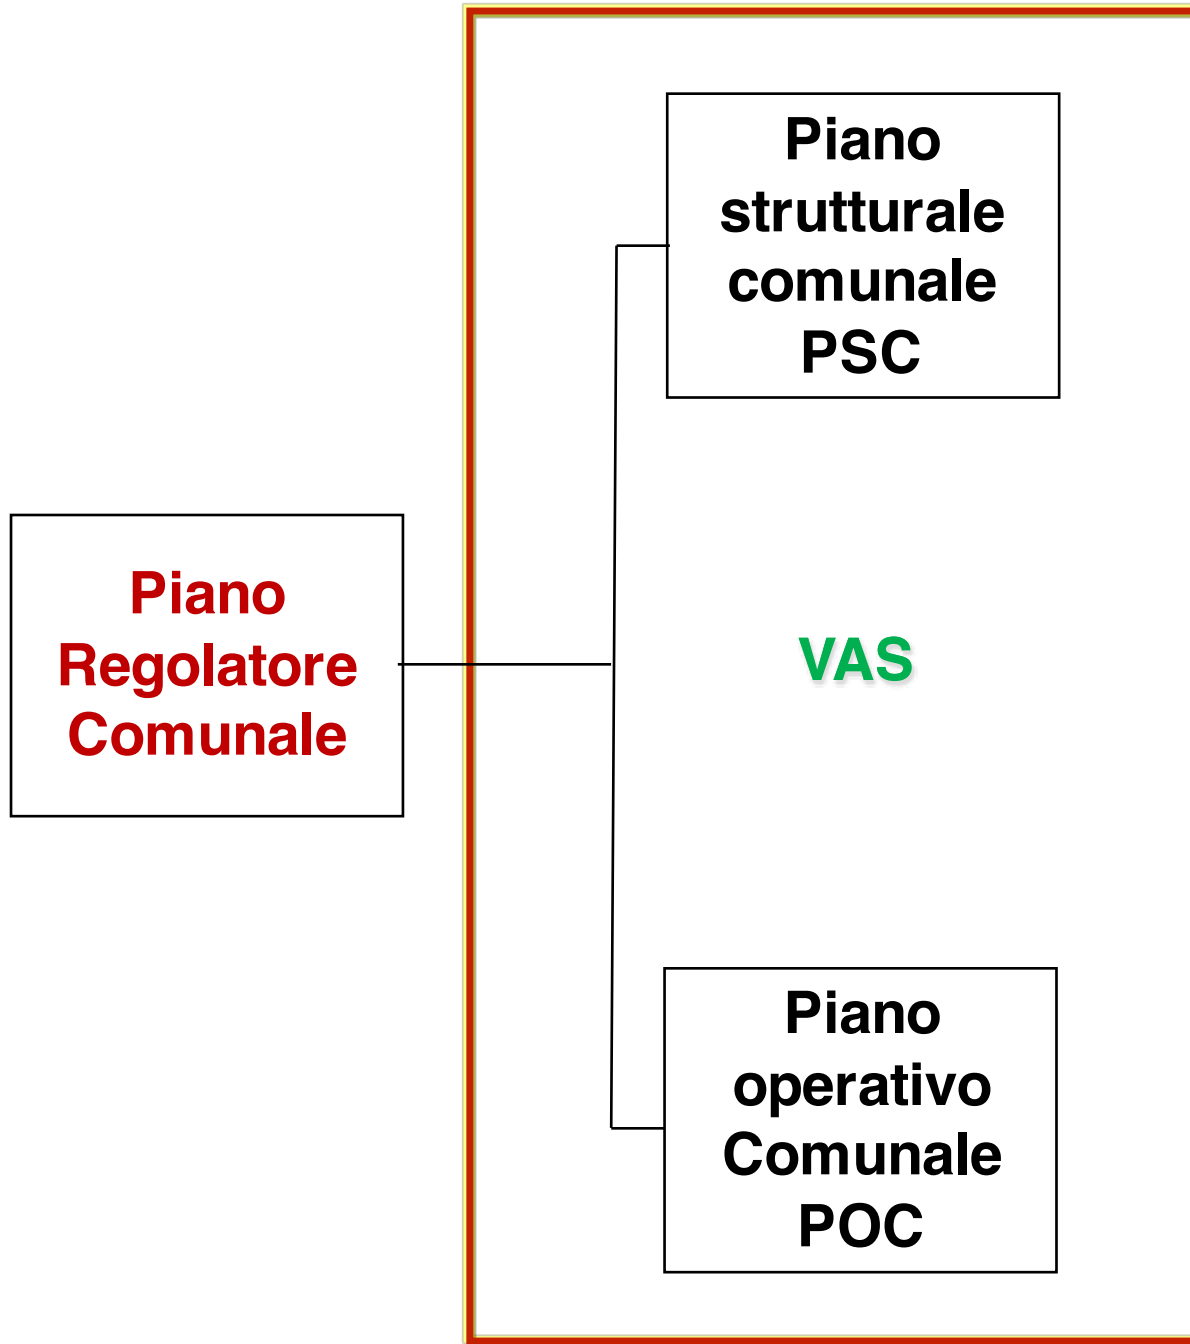 Piano
strutturale
comunale
PSC
Piano
Regolatore
Comunale
VAS
Piano
operativo
Comunale
POC